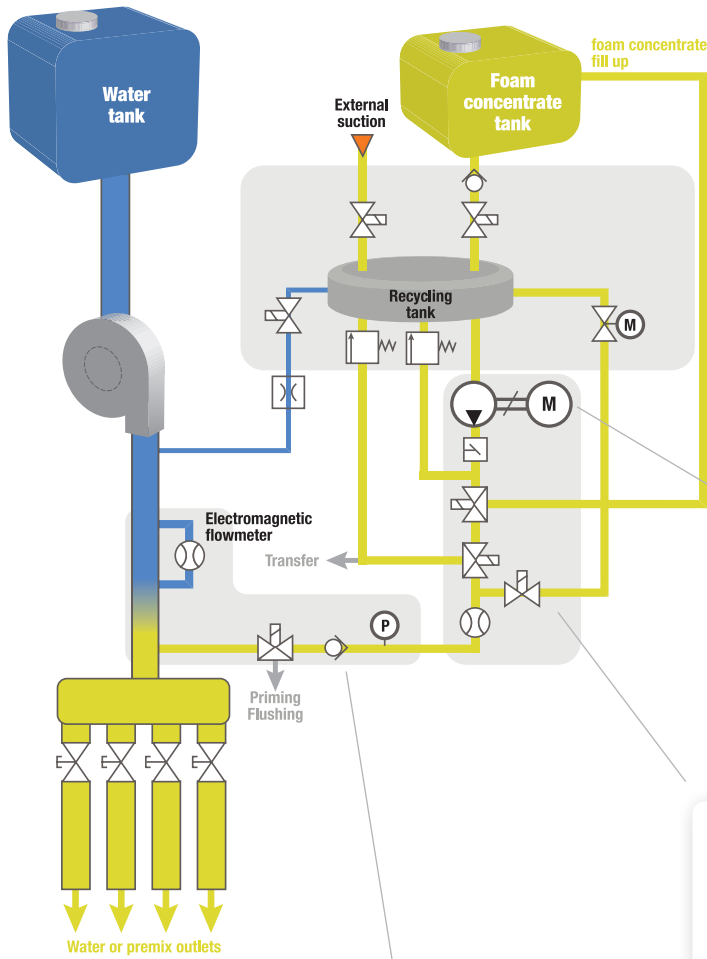 foam concentrate
fill up
Water
tank
Foam
concentrate
tank
External
suction
Recycling
tank
M
M
Electromagnetic
flowmeter
Transfer
P
Priming
Flushing
Water or premix outlets